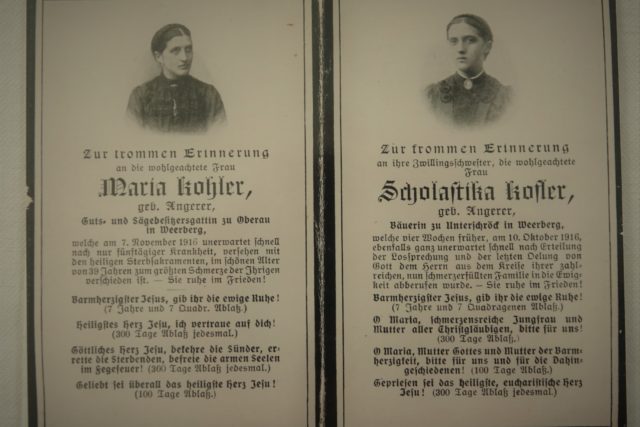 Zur frommen Erinnerung
an die wohlgeachtete Frau
Maria Kohler,
geb. Angerer,
Guts- und Sägebesitzersgattin zu Oberau
in Weerberg,
welche am 7. November 1916 unerwartet schnell
nach nur fünftägiger Krankheit, versehen mit
den heiligen Sterbsakramenten, im schönen Alter
von 39 Jahren zum größten Schmerze der Ihrigen
verschieden ist. — Sie ruhe im Frieden!
Barmherzigster Jesus, gib ihr die ewige Ruhe!
(7 Jahre und 7 Quadr. Ablaß.)
Heiligstes Herz Jesu, ich vertraue auf dich!
(300 Tage Ablaß jedesmal.)
Göttliches Herz Jesu, bekehre die Sünder, er-
rette die Sterbenden, befreie die armen Seelen
im Fegefeuer! (300 Tage Ablaß jedesmal.)
Geliebt sei überall das heiligste Herz Jesu!
(100 Tage Ablaß.)
Zur frommen Erinnerung
an ihre Zwillingsschwester, die wohlgeachtete
Frau
Scholastika Kofler,
geb. Angerer,
Bäuerin zu Unterschröck in Weerberg,
welche vier Wochen früher, am 10. Oktober 1916,
ebenfalls ganz unerwartet schnell nach Erteilung
der Lossprechung und der letzten Oelung von
Gott dem Herrn aus dem Kreise ihrer zahl-
reichen, nun schmerzerfüllten Familie in die Ewig-
keit abberufen wurde. — Sie ruhe im Frieden!
Barmherzigster Jesus, gib ihr die ewige Ruhe!
(7 Jahre und 7 Quadragenen Ablaß.)
O Maria, schmerzensreiche Jungfrau und
Mutter aller Christgläubigen, bitte für uns!
(300 Tage Ablaß.)
O Maria, Mutter Gottes und Mutter der Barm-
herzigkeit, bitte für uns und für die Dahin-
geschiedenen! (100 Tage Ablaß.)
Gepriesen sei das heiligste, eucharistische Herz
Jesu! (300 Tage Ablaß jedesmal.)